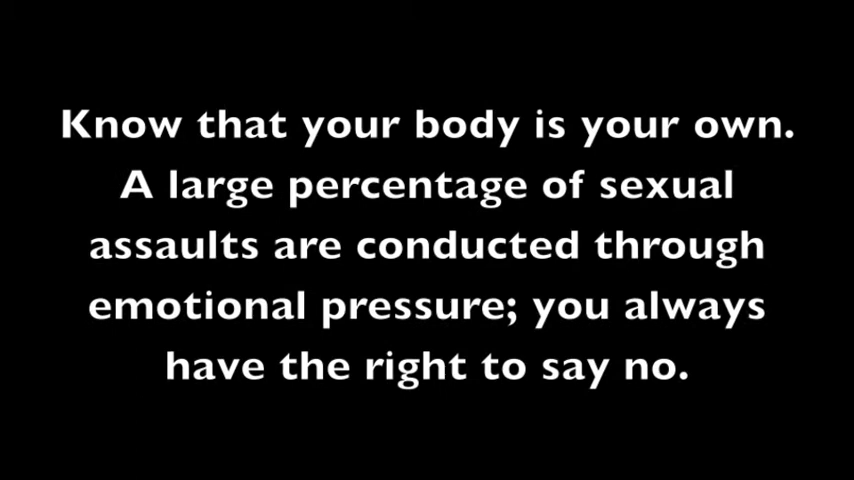 Know that your body is your own.
A large percentage of sexual
assaults are conducted through
emotional pressure; you always
have the right to say no.